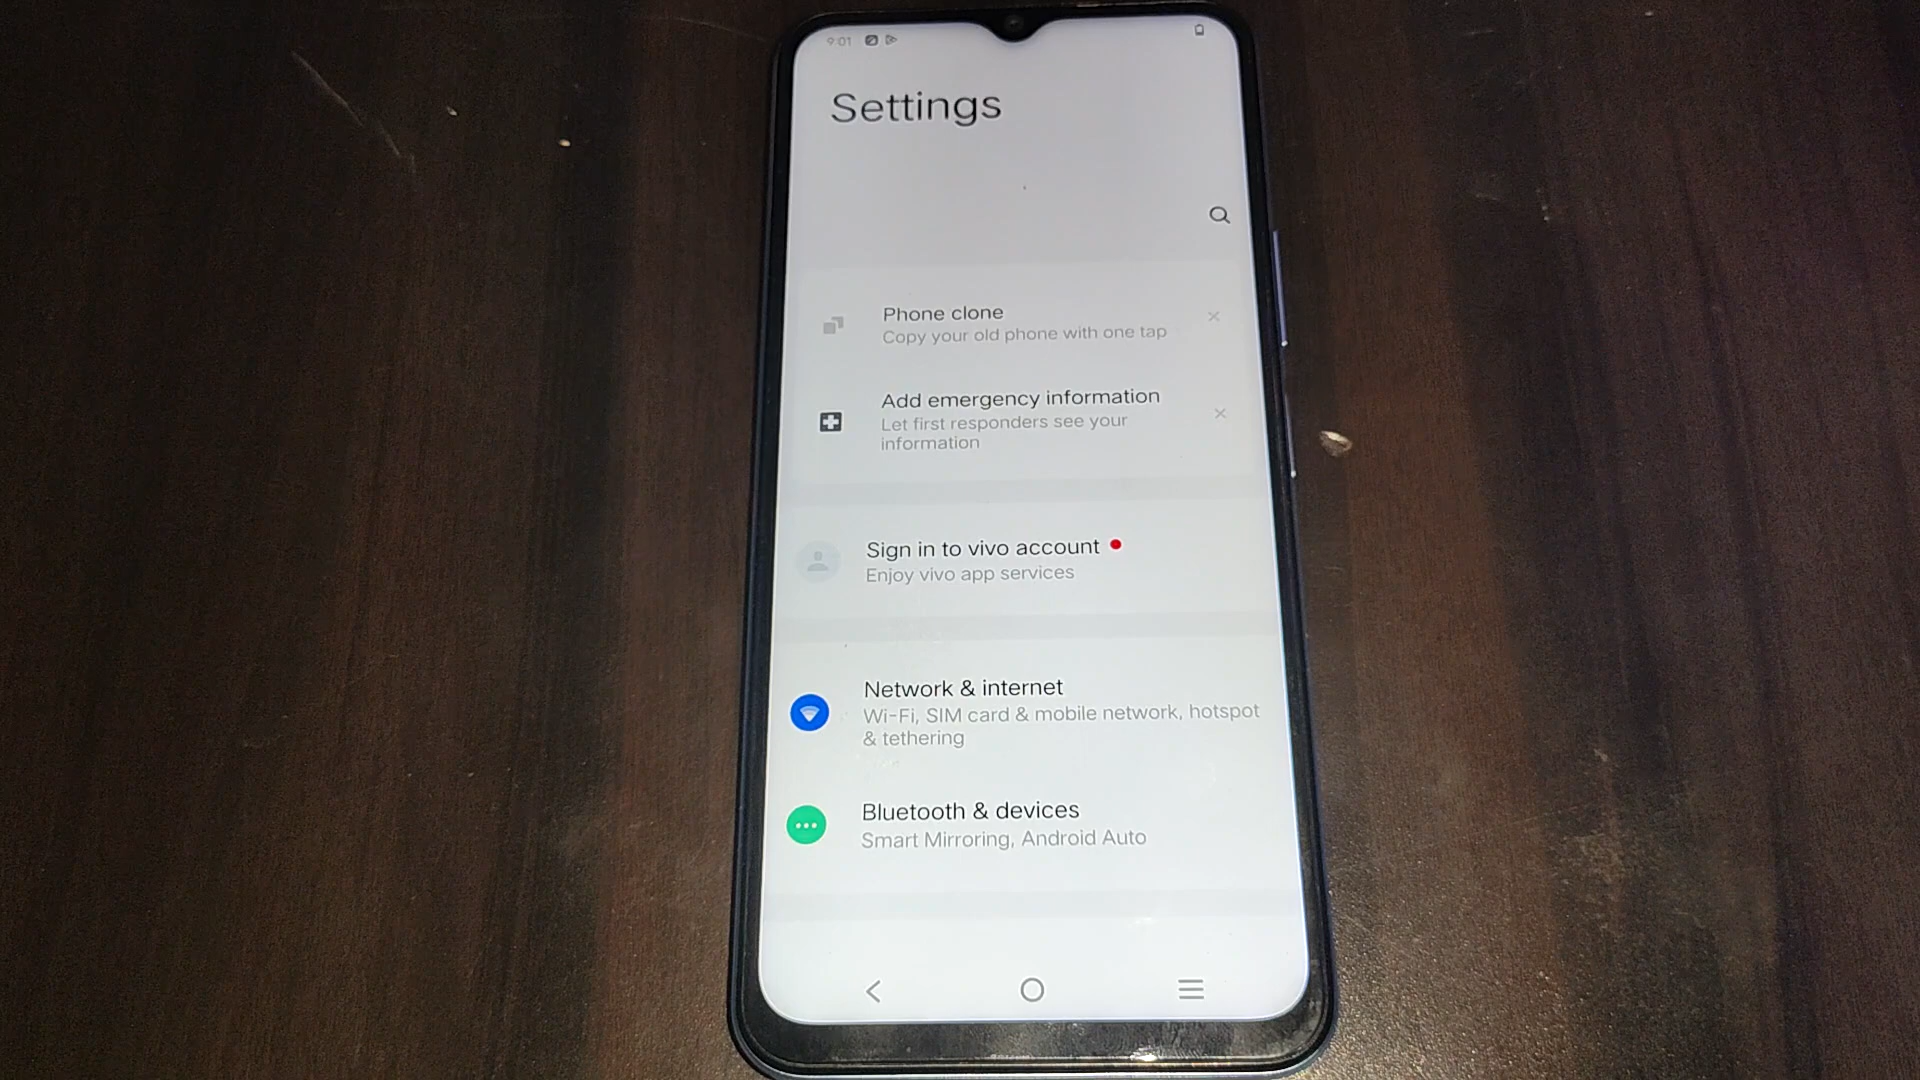 9:01
Settings
Phone clone
Copy your old phone with one tap
Add emergency information
Let first responders see your
information
Sign in to vivo account
Enjoy vivo app services
Network & internet
Wi-Fi, SIM card & mobile network, hotspot
& tethering
Bluetooth & devices
Smart Mirroring, Android Auto